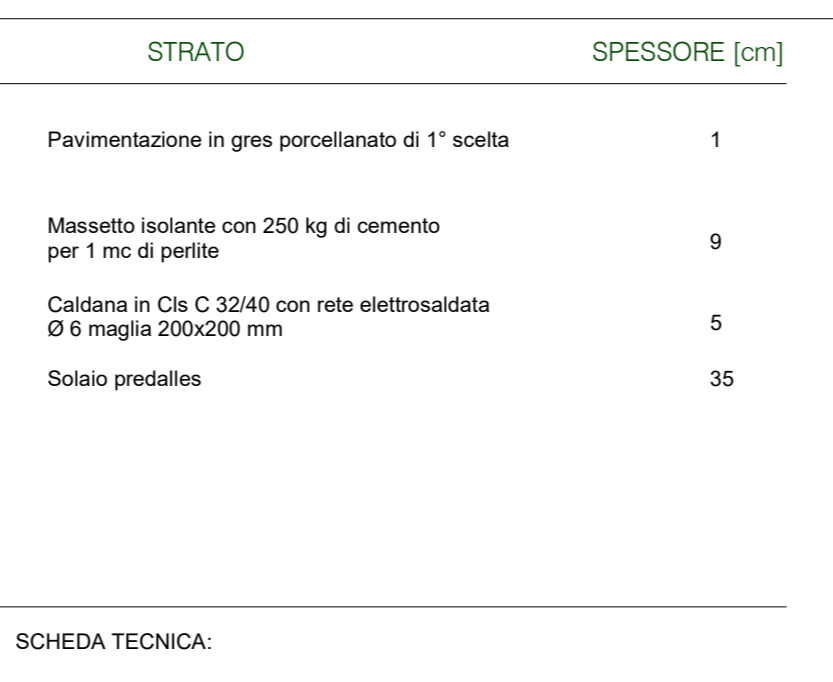 STRATO SPESSORE [cm]
Pavimentazione in gres porcellanato di 1° scelta 1
Massetto isolante con 250 kg di cemento
per 1 mc di perlite 9
Caldana in Cls C 32/40 con rete elettrosaldata
Ø 6 maglia 200x200 mm 5
Solaio predalles 35
SCHEDA TECNICA: